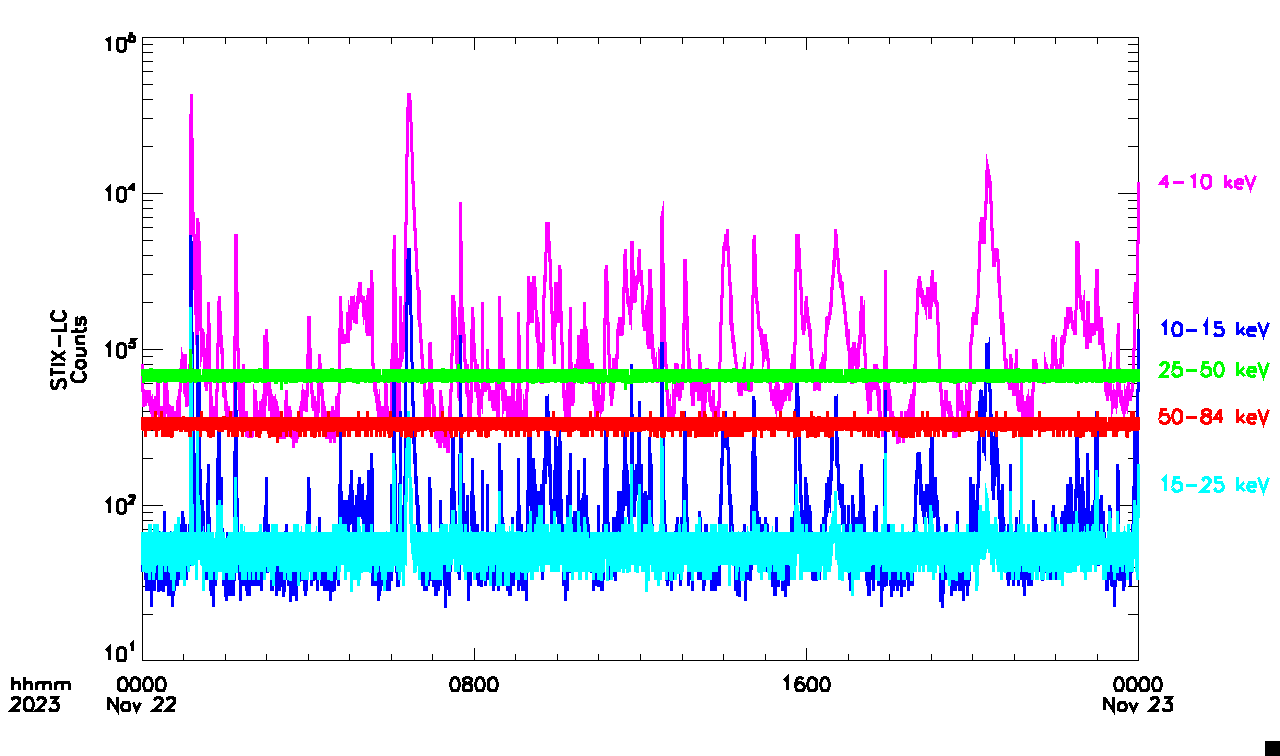 10⁵
10⁴
10³
10²
10¹
STIX-LC
Counts
4-10 keV
10-15 keV
25-50 keV
50-84 keV
15-25 keV
hhmm 0000 0800 1600 0000
2023 Nov 22 Nov 23